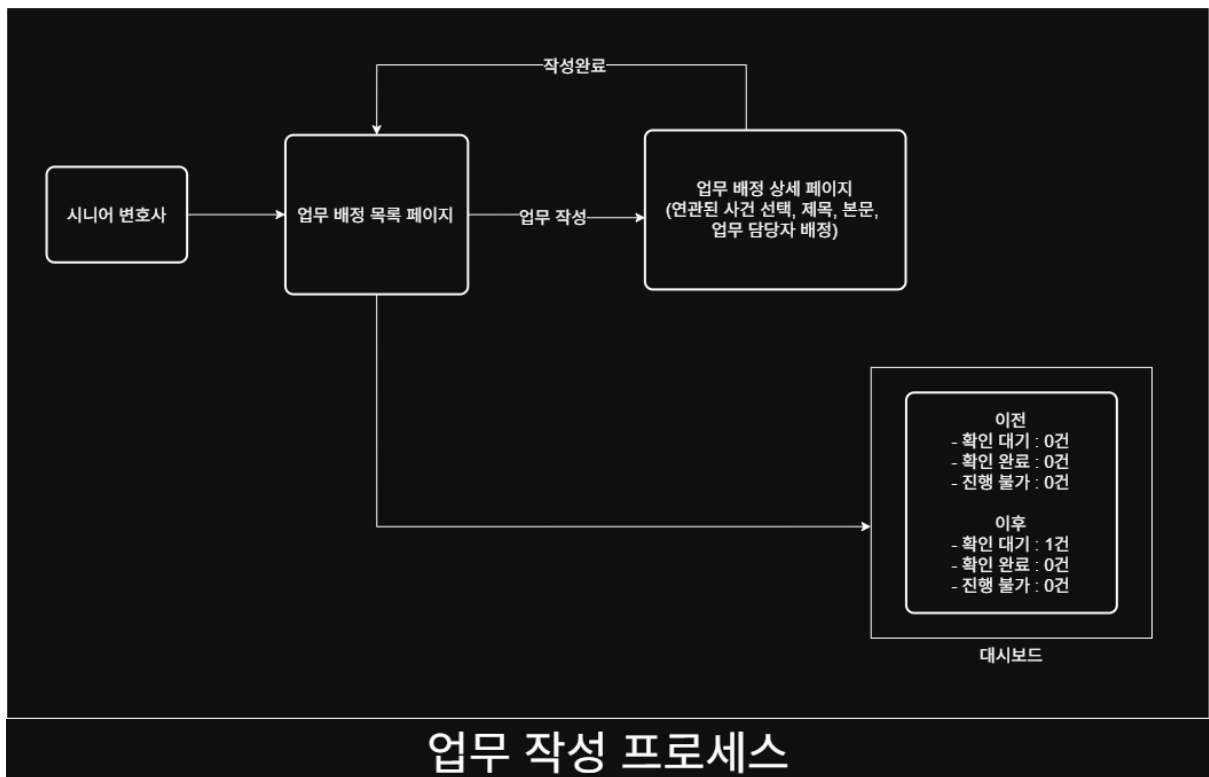 작성완료
시니어 변호사
업무 배정 목록 페이지
업무 작성
업무 배정 상세 페이지
(연관된 사건 선택, 제목, 본문,
업무 담당자 배정)
이전
- 확인 대기 : 0건
- 확인 완료 : 0건
- 진행 불가 : 0건
이후
- 확인 대기 : 1건
- 확인 완료 : 0건
- 진행 불가 : 0건
대시보드
업무 작성 프로세스